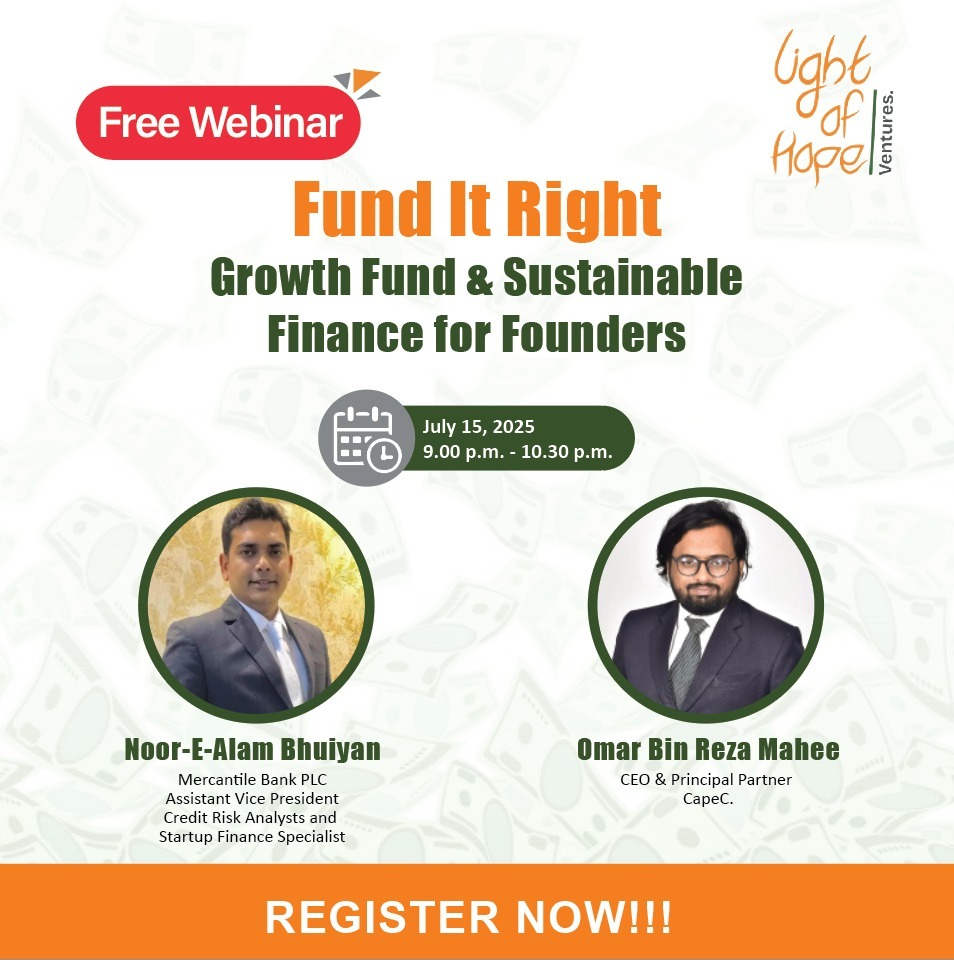 Free Webinar
Light
of
Hope
Ventures.
Fund It Right
Growth Fund & Sustainable
Finance for Founders
July 15, 2025
9.00 p.m. - 10.30 p.m.
Noor-E-Alam Bhuiyan
Mercantile Bank PLC
Assistant Vice President
Credit Risk Analysts and
Startup Finance Specialist
Omar Bin Reza Mahee
CEO & Principal Partner
CapeC.
REGISTER NOW!!!